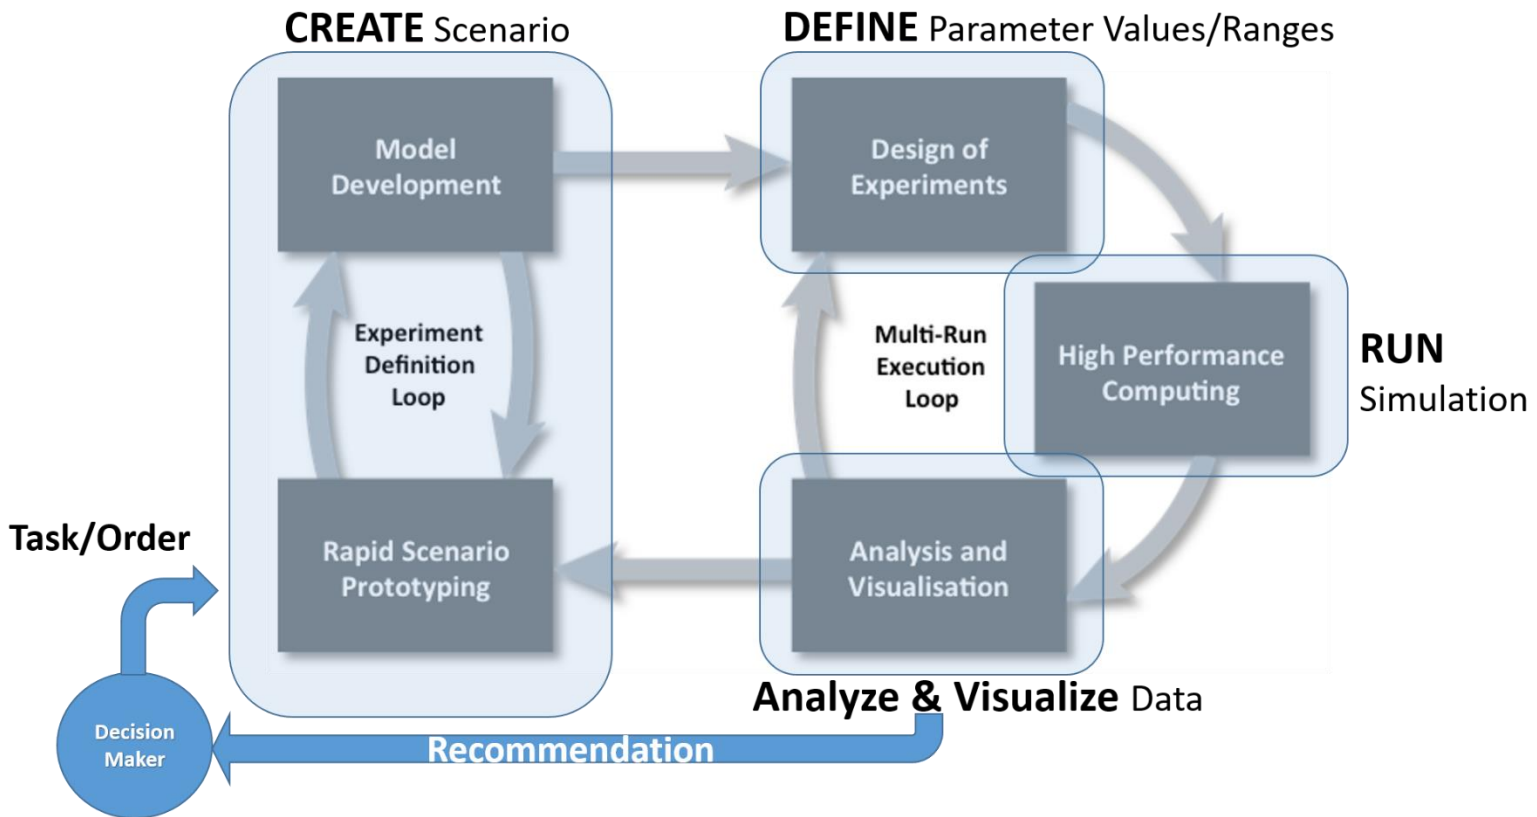 CREATE Scenario
DEFINE Parameter Values/Ranges
Model
Development
Design of
Experiments
Experiment
Definition
Loop
Multi-Run
Execution
Loop
High Performance
Computing
RUN
Simulation
Task/Order
Rapid Scenario
Prototyping
Analysis and
Visualisation
Analyze & Visualize Data
Decision
Maker
Recommendation